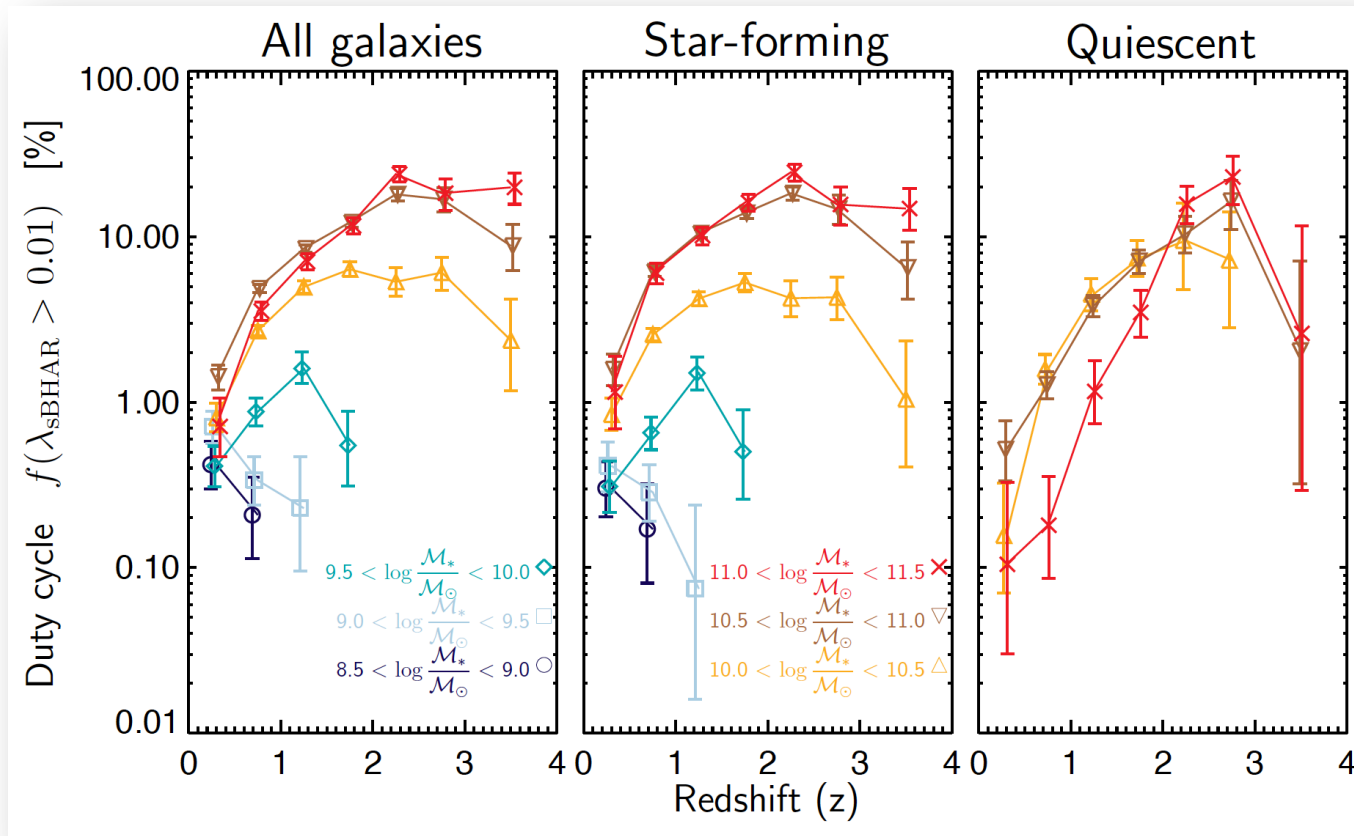 All galaxies
Star-forming
Quiescent
Duty cycle f(λsBHAR > 0.01) [%]
100.00
10.00
1.00
0.10
0.01
9.5 < log M*/M⊙ < 10.0
9.0 < log M*/M⊙ < 9.5
8.5 < log M*/M⊙ < 9.0
11.0 < log M*/M⊙ < 11.5
10.5 < log M*/M⊙ < 11.0
10.0 < log M*/M⊙ < 10.5
0 1 2 3 4
0 1 2 3 4
0 1 2 3 4
Redshift (z)